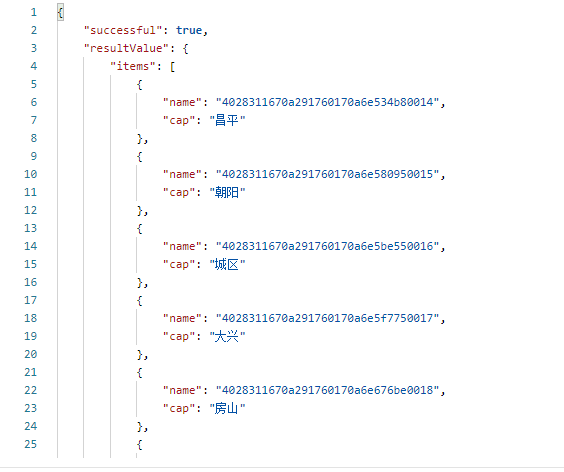 1 {
2 "successful": true,
3 "resultValue": {
4 "items": [
5 {
6 "name": "4028311670a291760170a6e534b80014",
7 "cap": "昌平"
8 },
9 {
10 "name": "4028311670a291760170a6e580950015",
11 "cap": "朝阳"
12 },
13 {
14 "name": "4028311670a291760170a6e5be550016",
15 "cap": "城区"
16 },
17 {
18 "name": "4028311670a291760170a6e5f7750017",
19 "cap": "大兴"
20 },
21 {
22 "name": "4028311670a291760170a6e676be0018",
23 "cap": "房山"
24 },
25 {